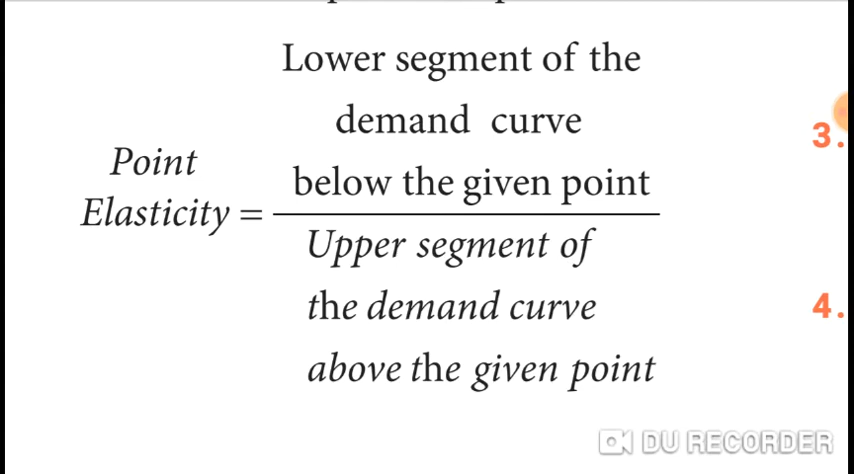 Lower segment of the
demand curve
below the given point
Point
Elasticity =
Upper segment of
the demand curve
above the given point
3.
4.
DU RECORDER